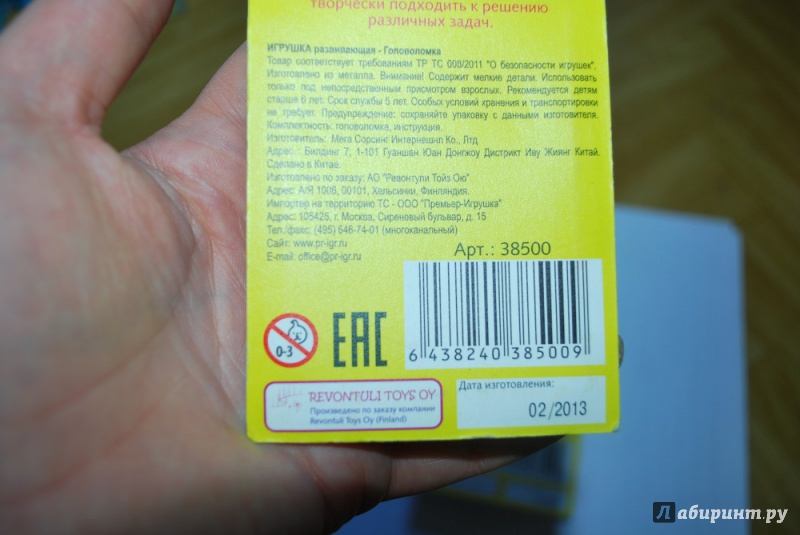 творчески подходить к решению
различных задач.
ИГРУШКА развивающая - Головоломка
Товар соответствует требованиям ТР ТС 008/2011 "О безопасности игрушек".
Изготовлено из металла. Внимание! Содержит мелкие детали. Использовать
только под непосредственным присмотром взрослых. Рекомендуется детям
старше 6 лет. Срок службы 5 лет. Особых условий хранения и транспортировки
не требует. Предупреждение: сохраняйте упаковку с данными изготовителя.
Комплектность: головоломка, инструкция.
Изготовитель: Мега Сорсинг Интернешнл Ко., Лтд
Адрес: Билдинг 7, 1-101 Гуаншан Юан Донгжоу Дистрикт Иву Жиянг Китай.
Сделано в Китае.
Изготовлено по заказу: АО "Ревонтули Тойз Ою"
Адрес: А/Я 1006, 00101, Хельсинки, Финляндия.
Импортер на территорию ТС - ООО "Премьер-Игрушка"
Адрес: 105425, г. Москва, Сиреневый бульвар, д. 15
Тел./факс: (495) 646-74-01 (многоканальный)
Сайт: www.pr-igr.ru
E-mail: office@pr-igr.ru
Арт.: 38500
6 438240 385009
0-3
EAC
REVONTULI TOYS OY
Произведено по заказу компании
Revontuli Toys Oy (Finland)
Дата изготовления:
02/2013
Лабиринт.ру